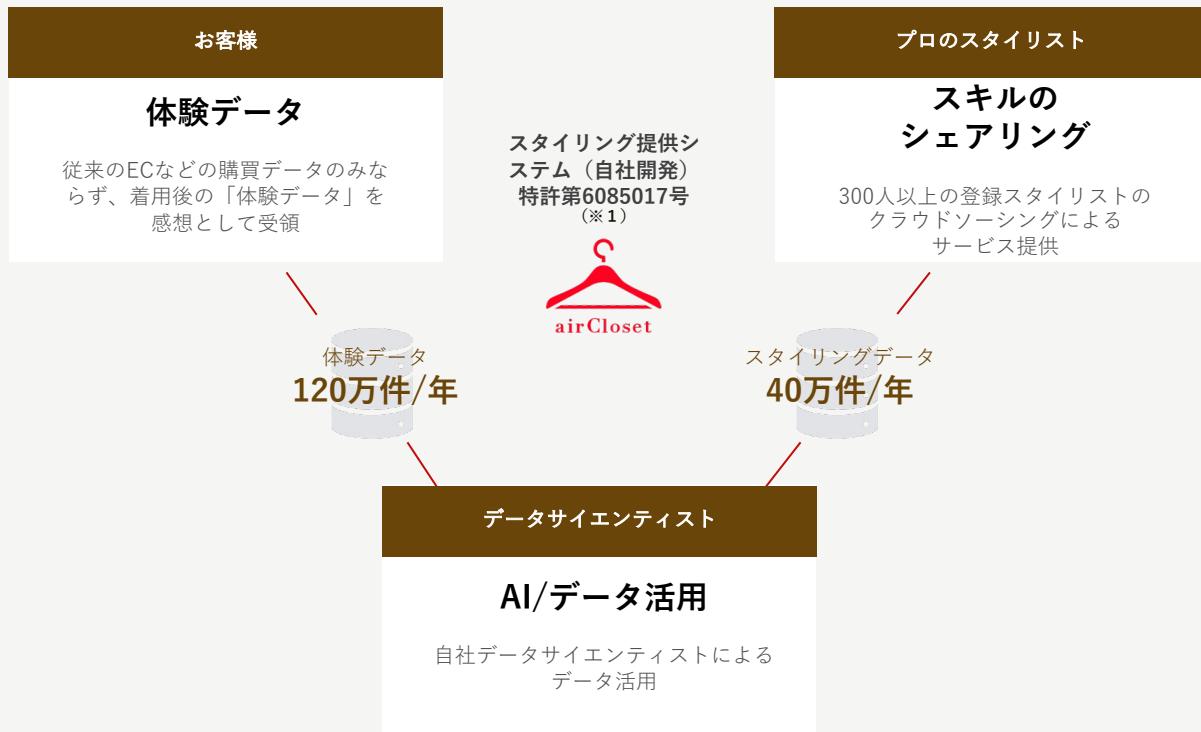 お客様
体験データ
従来のECなどの購買データのみな
らず、着用後の「体験データ」を
感想として受領
スタイリング提供シ
ステム（自社開発）
特許第6085017号
（※１）
airCloset
プロのスタイリスト
スキルの
シェアリング
300人以上の登録スタイリストの
クラウドソーシングによる
サービス提供
体験データ
120万件/年
スタイリングデータ
40万件/年
データサイエンティスト
AI/データ活用
自社データサイエンティストによる
データ活用